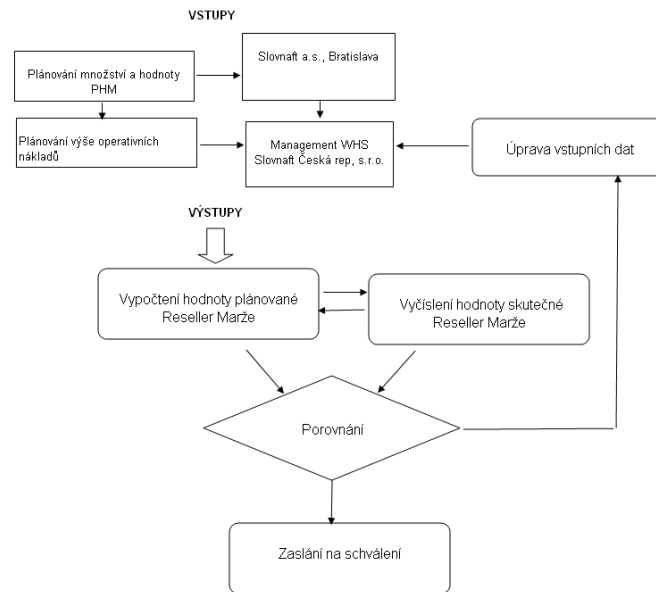 VSTUPY
Plánování množství a hodnoty
PHM
Slovnaft a.s., Bratislava
Plánování výše operativních
nákladů
Management WHS
Slovnaft Česká rep, s.r.o.
Úprava vstupních dat
VÝSTUPY
Vypočtení hodnoty plánované
Reseller Marže
Vyčíslení hodnoty skutečné
Reseller Marže
Porovnání
Zaslání na schválení